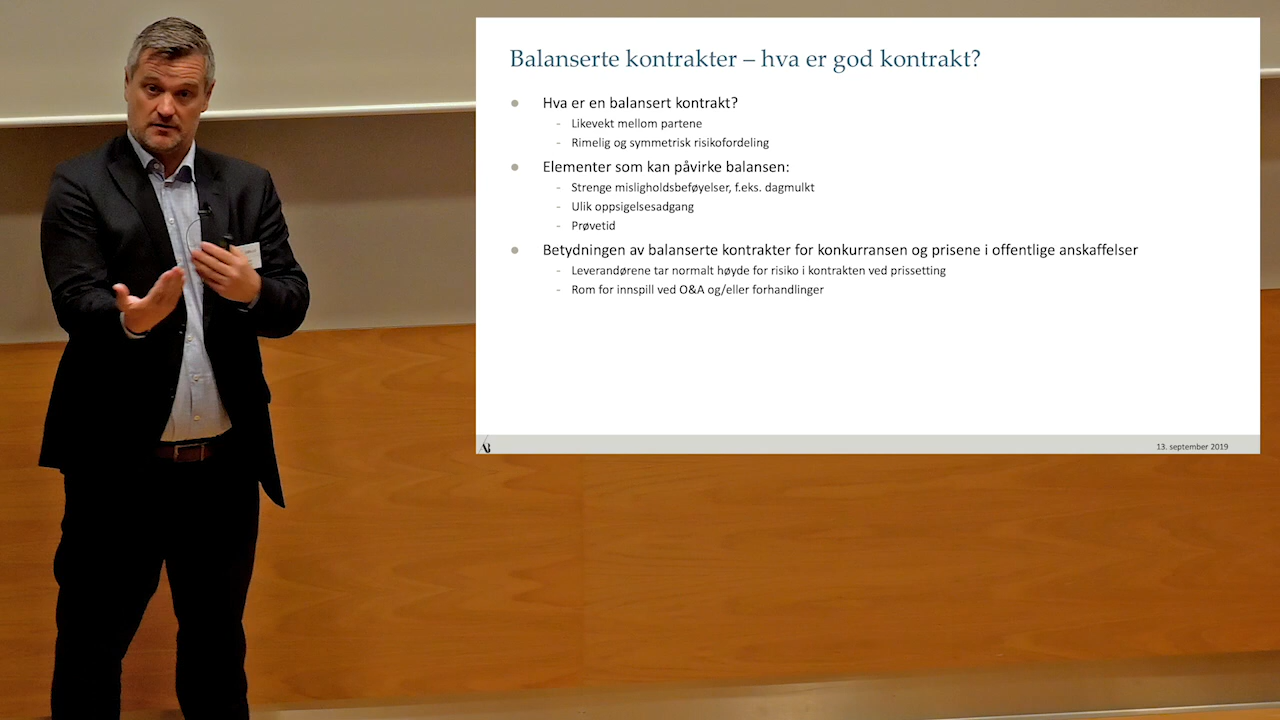 Balanserte kontrakter – hva er god kontrakt?
Hva er en balansert kontrakt?
- Likevekt mellom partene
- Rimelig og symmetrisk risikofordeling
Elementer som kan påvirke balansen:
- Strenge misligholdsbeføyelser, f.eks. dagmulkt
- Ulik oppsigelsesadgang
- Prøvetid
Betydningen av balanserte kontrakter for konkurransen og prisene i offentlige anskaffelser
- Leverandørene tar normalt høyde for risiko i kontrakten ved prissetting
- Rom for innspill ved O&A og/eller forhandlinger
AB
13. september 2019